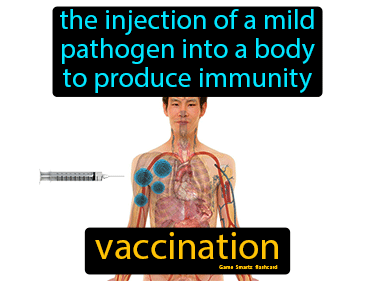 the injection of a mild
pathogen into a body
to produce immunity
vaccination
Game Smartz flashcard